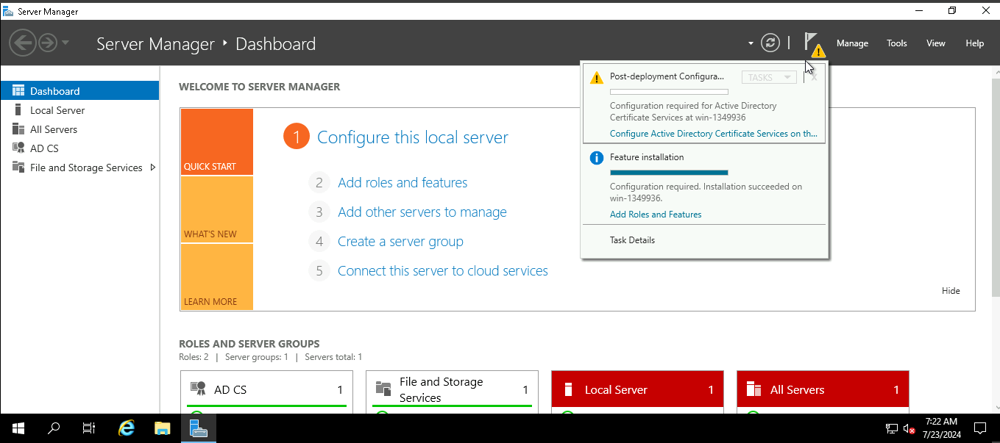 Server Manager
Server Manager ‣ Dashboard
Manage Tools View Help
Dashboard
Local Server
All Servers
AD CS
File and Storage Services
WELCOME TO SERVER MANAGER
QUICK START
WHAT'S NEW
LEARN MORE
1 Configure this local server
2 Add roles and features
3 Add other servers to manage
4 Create a server group
5 Connect this server to cloud services
Hide
Post-deployment Configura...
TASKS
X
Configuration required for Active Directory
Certificate Services at win-1349936
Configure Active Directory Certificate Services on th...
Feature installation
Configuration required. Installation succeeded on
win-1349936.
Add Roles and Features
Task Details
ROLES AND SERVER GROUPS
Roles: 2 | Server groups: 1 | Servers total: 1
AD CS 1
File and Storage
Services 1
Local Server 1
All Servers 1
7:22 AM
7/23/2024